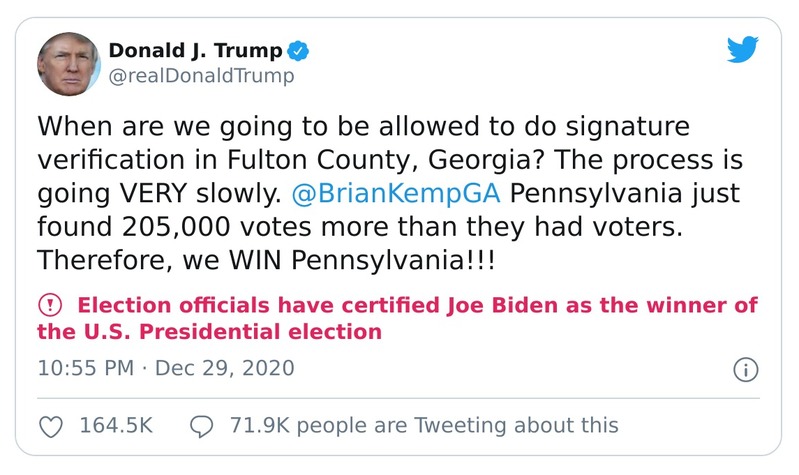 Donald J. Trump
@realDonaldTrump
When are we going to be allowed to do signature
verification in Fulton County, Georgia? The process is
going VERY slowly. @BrianKempGA Pennsylvania just
found 205,000 votes more than they had voters.
Therefore, we WIN Pennsylvania!!!
Election officials have certified Joe Biden as the winner of
the U.S. Presidential election
10:55 PM · Dec 29, 2020
164.5K 71.9K people are Tweeting about this